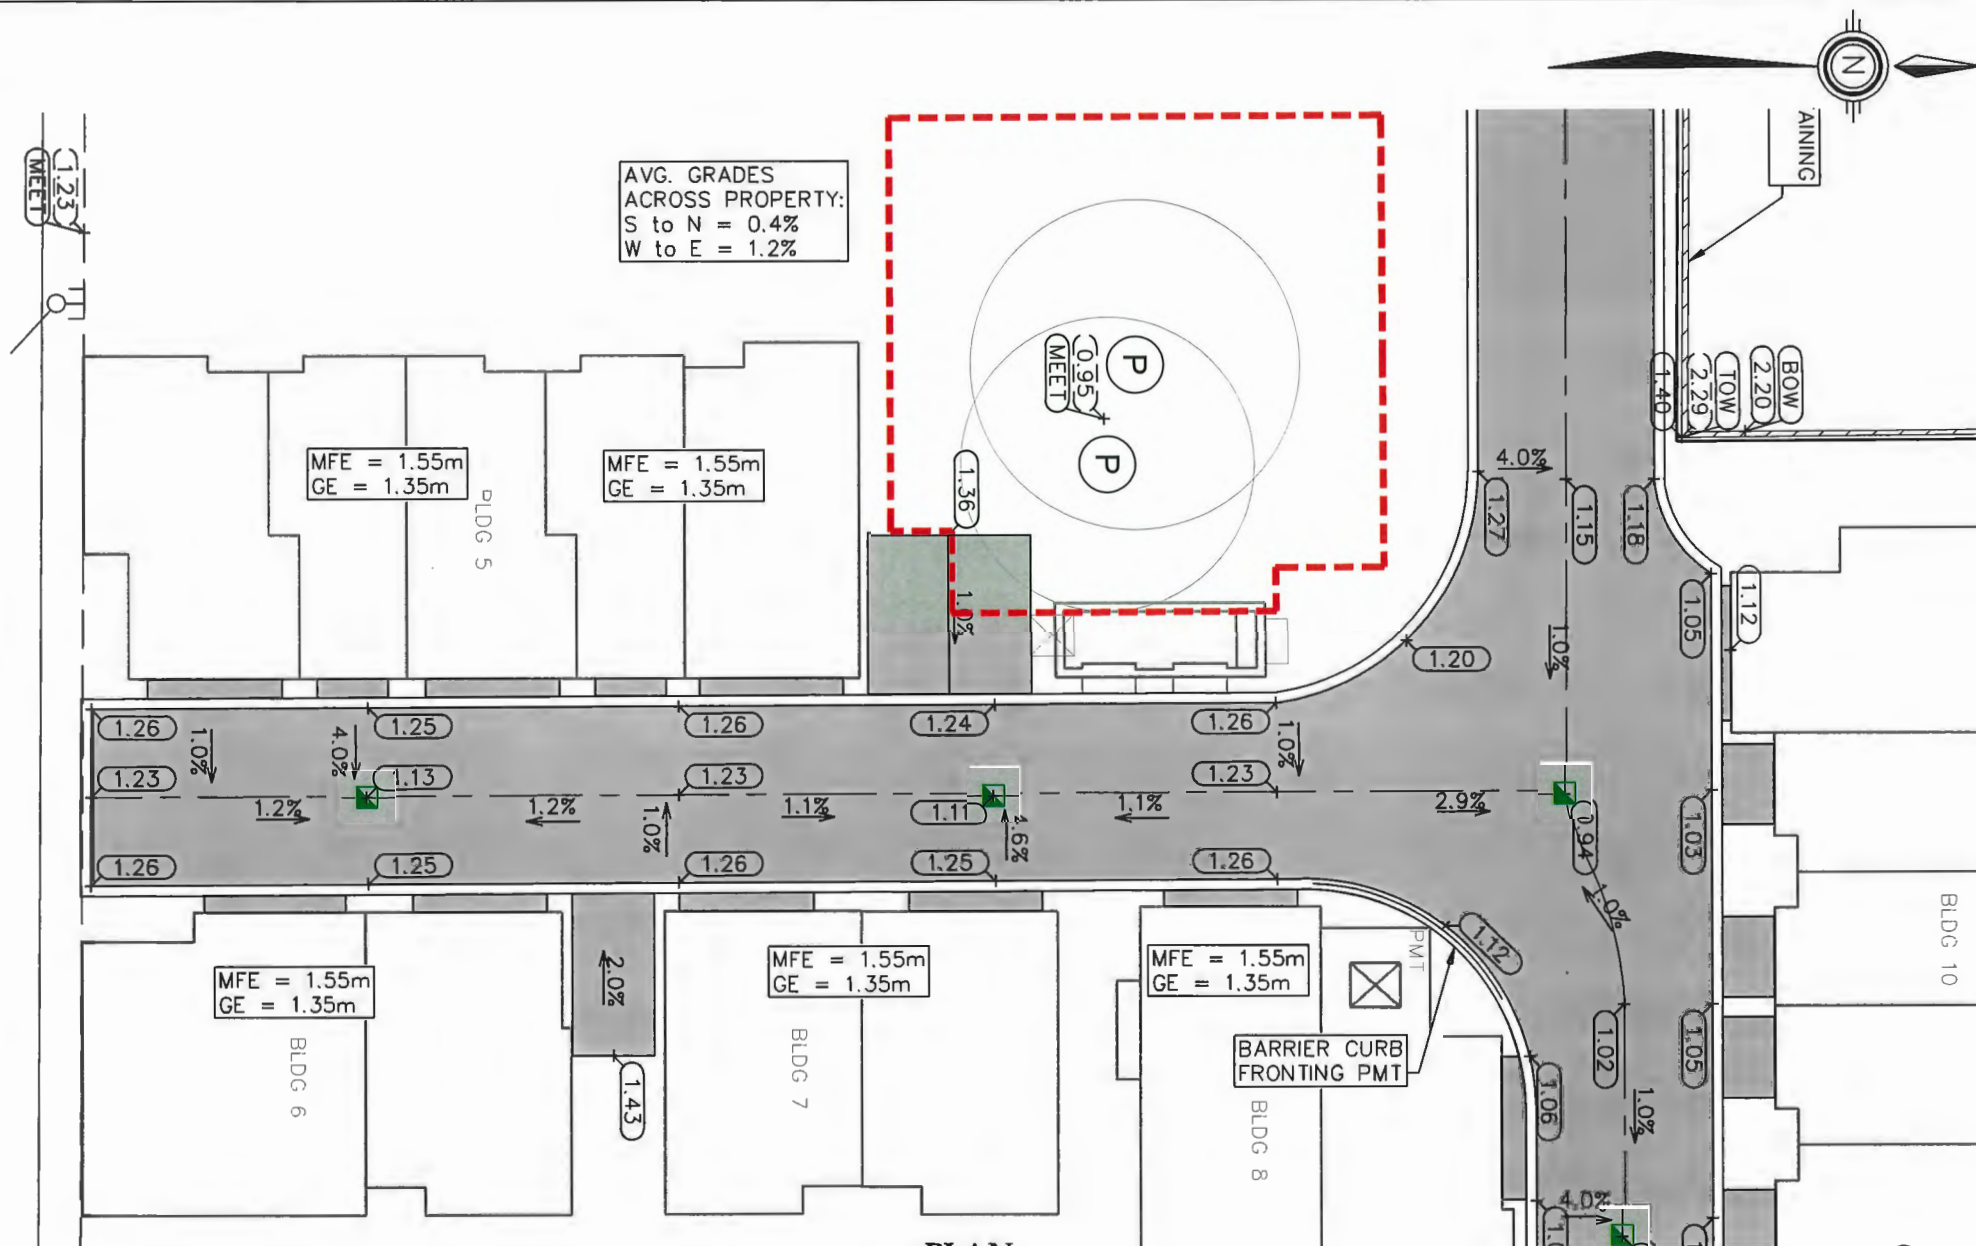 N
AINING
(1.23)
MEET
AVG. GRADES
ACROSS PROPERTY:
S to N = 0.4%
W to E = 1.2%
P
(0.95)
MEET
P
1.36
1.40
TOW
(2.29)
BOW
2.20
MFE = 1.55m
GE = 1.35m
MFE = 1.55m
GE = 1.35m
BLDG 5
4.0%
1.27
1.15
1.18
1.0%
1.05
1.12
1.20
1.0%
1.26
1.25
1.26
1.24
1.26
1.0%
4.0%
1.0%
1.23
1.13
1.23
1.11
1.23
1.2%
1.2%
1.0%
1.1%
1.1%
2.9%
0.94
1.03
1.26
1.25
1.26
1.25
1.26
1.0%
1.12
PMT
2.0%
MFE = 1.55m
GE = 1.35m
MFE = 1.55m
GE = 1.35m
MFE = 1.55m
GE = 1.35m
BLDG 10
BARRIER CURB
FRONTING PMT
1.02
1.05
1.06
1.0%
BLDG 6
1.43
BLDG 7
BLDG 8
4.0%
PLAN